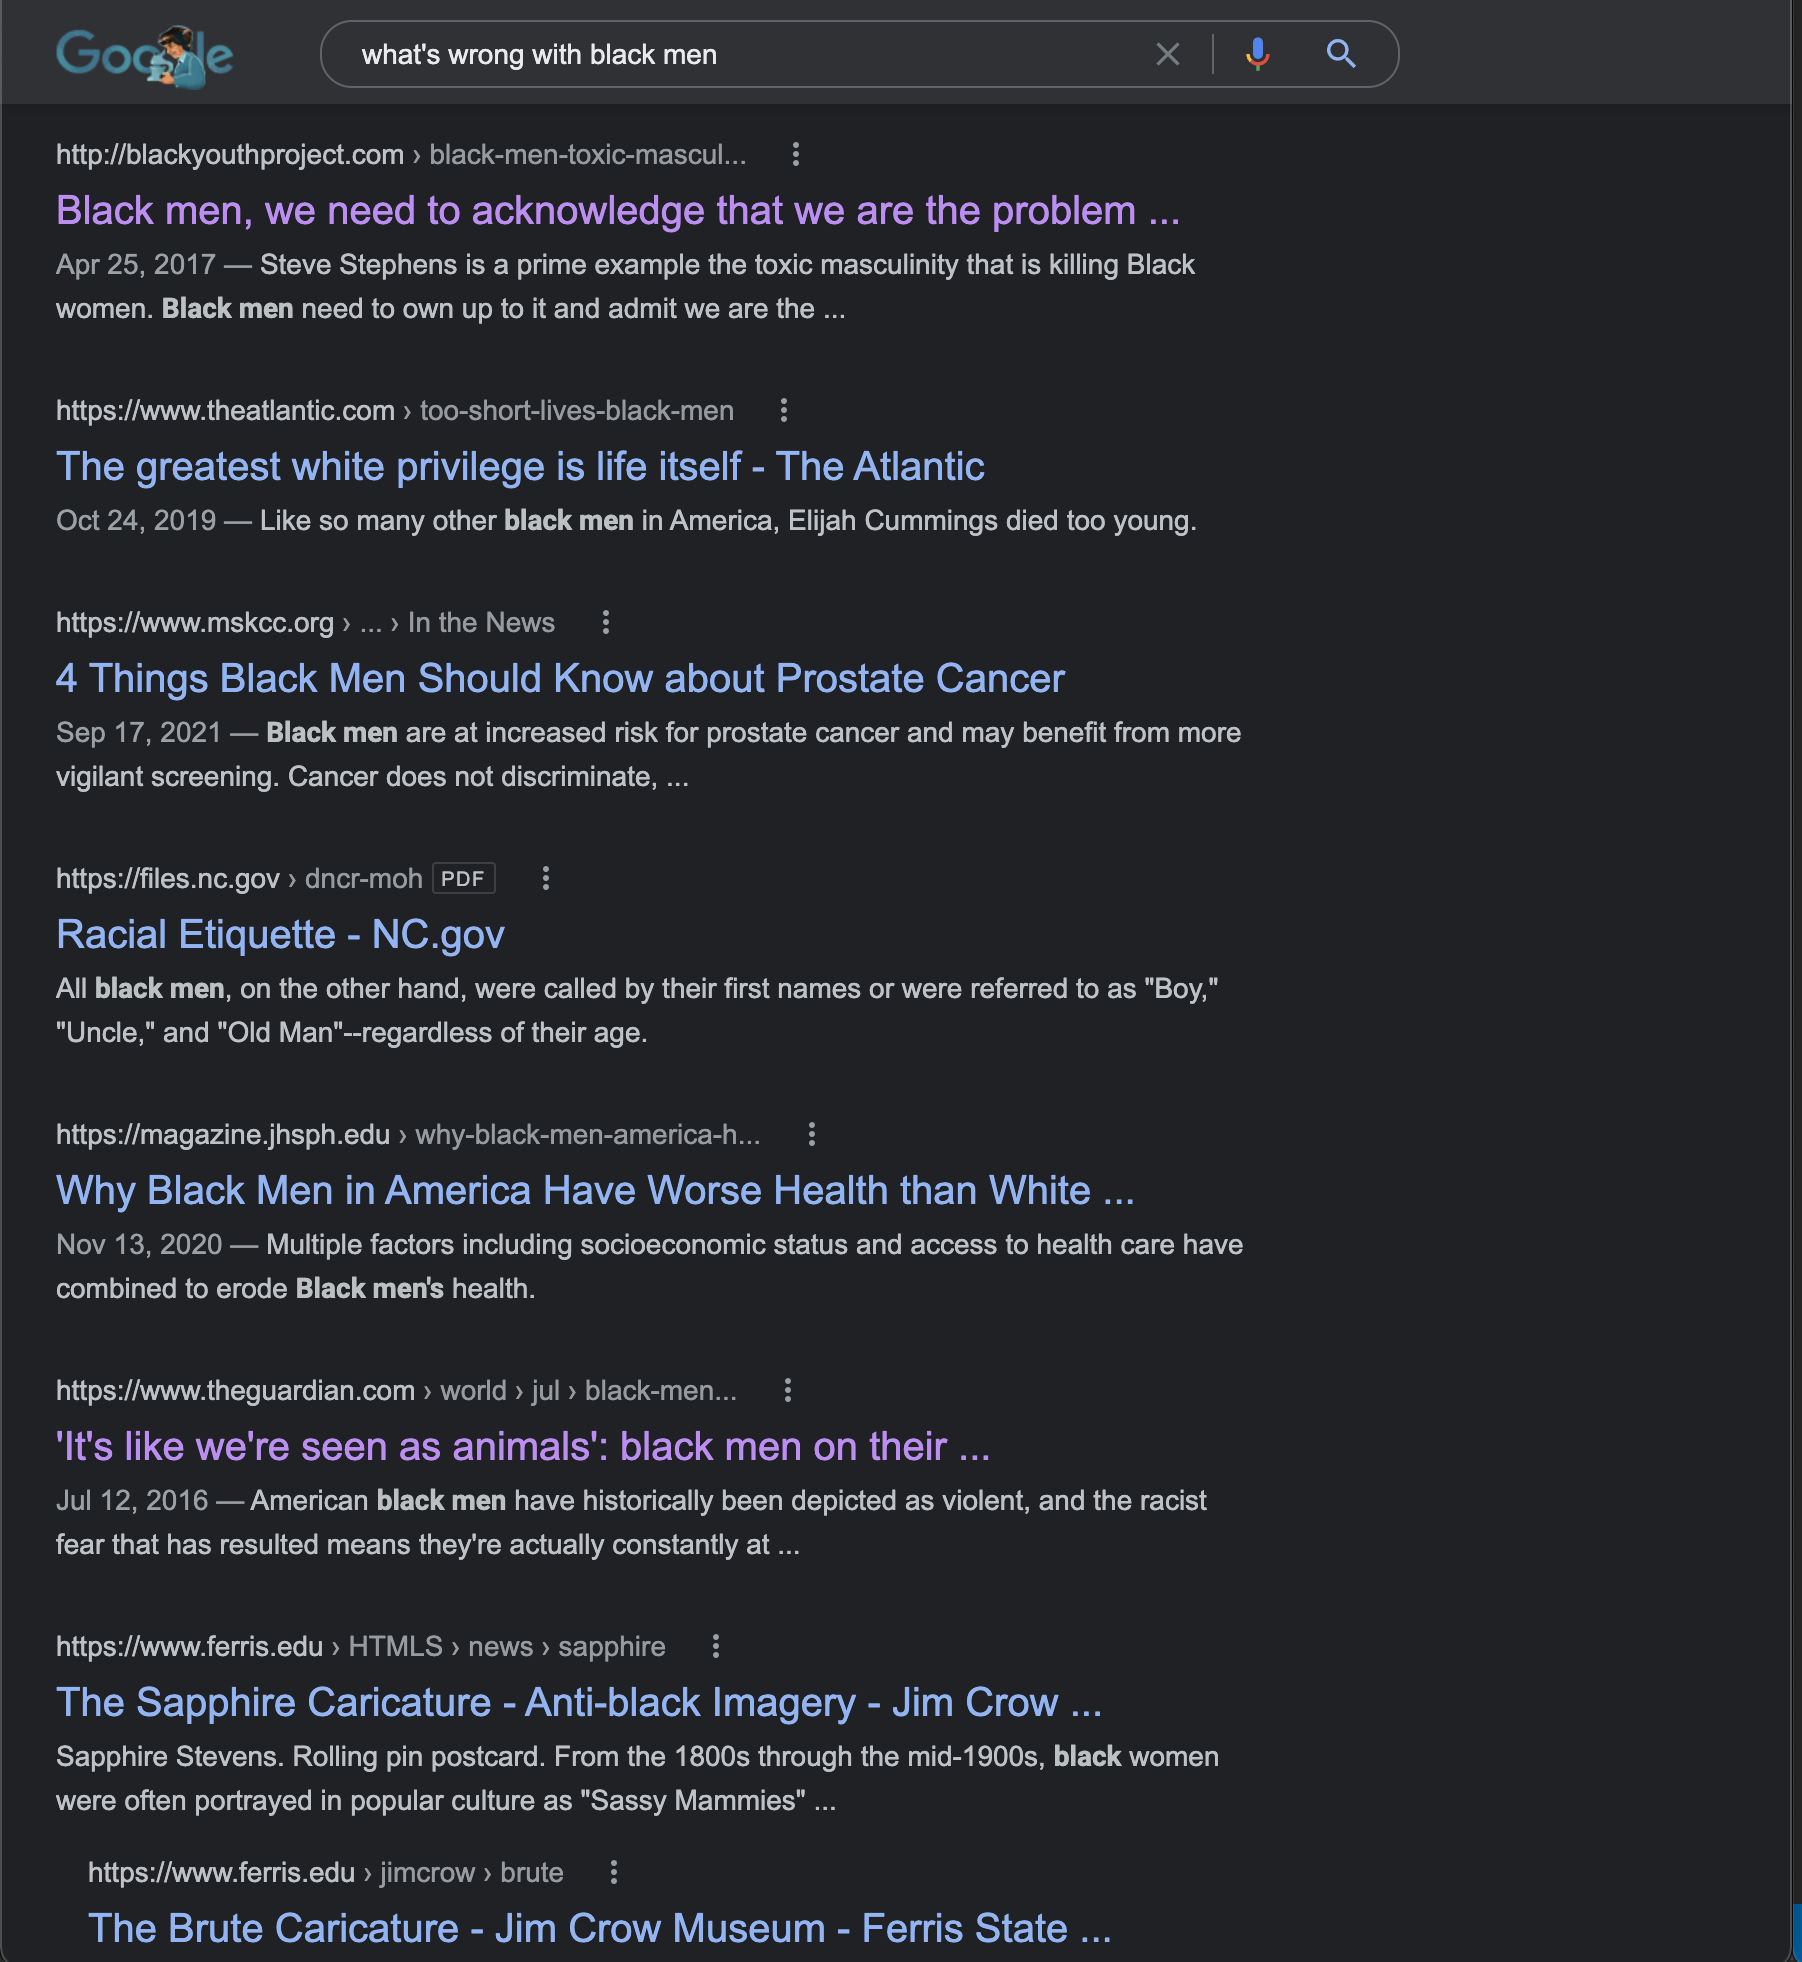 Google
what's wrong with black men
http://blackyouthproject.com › black-men-toxic-mascul...
Black men, we need to acknowledge that we are the problem ...
Apr 25, 2017 — Steve Stephens is a prime example the toxic masculinity that is killing Black
women. Black men need to own up to it and admit we are the ...
https://www.theatlantic.com › too-short-lives-black-men
The greatest white privilege is life itself - The Atlantic
Oct 24, 2019 — Like so many other black men in America, Elijah Cummings died too young.
https://www.mskcc.org › ... › In the News
4 Things Black Men Should Know about Prostate Cancer
Sep 17, 2021 — Black men are at increased risk for prostate cancer and may benefit from more
vigilant screening. Cancer does not discriminate, ...
https://files.nc.gov › dncr-moh PDF
Racial Etiquette - NC.gov
All black men, on the other hand, were called by their first names or were referred to as "Boy,"
"Uncle," and "Old Man"--regardless of their age.
https://magazine.jhsph.edu › why-black-men-america-h...
Why Black Men in America Have Worse Health than White ...
Nov 13, 2020 — Multiple factors including socioeconomic status and access to health care have
combined to erode Black men's health.
https://www.theguardian.com › world › jul › black-men...
'It's like we're seen as animals': black men on their ...
Jul 12, 2016 — American black men have historically been depicted as violent, and the racist
fear that has resulted means they're actually constantly at ...
https://www.ferris.edu › HTMLS › news › sapphire
The Sapphire Caricature - Anti-black Imagery - Jim Crow ...
Sapphire Stevens. Rolling pin postcard. From the 1800s through the mid-1900s, black women
were often portrayed in popular culture as "Sassy Mammies" ...
https://www.ferris.edu › jimcrow › brute
The Brute Caricature - Jim Crow Museum - Ferris State ...